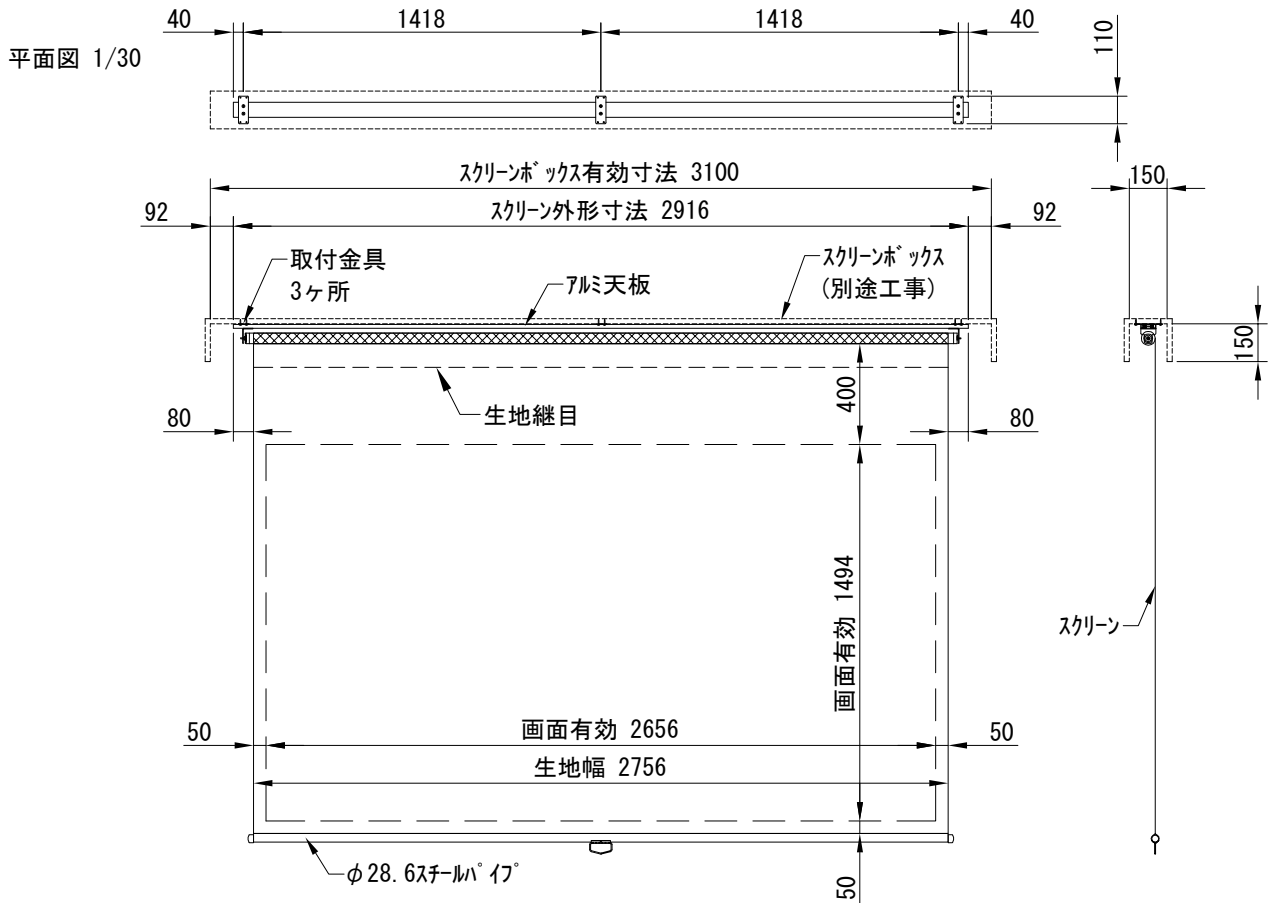 40
1418
1418
40
110
平面図 1/30
スクリーンボックス有効寸法 3100
150
92
スクリーン外形寸法 2916
92
取付金具
3ヶ所
アルミ天板
スクリーンボックス
(別途工事)
150
400
生地継目
80
80
画面有効 1494
スクリーン
50
画面有効 2656
50
生地幅 2756
φ28.6スチールパイプ
50